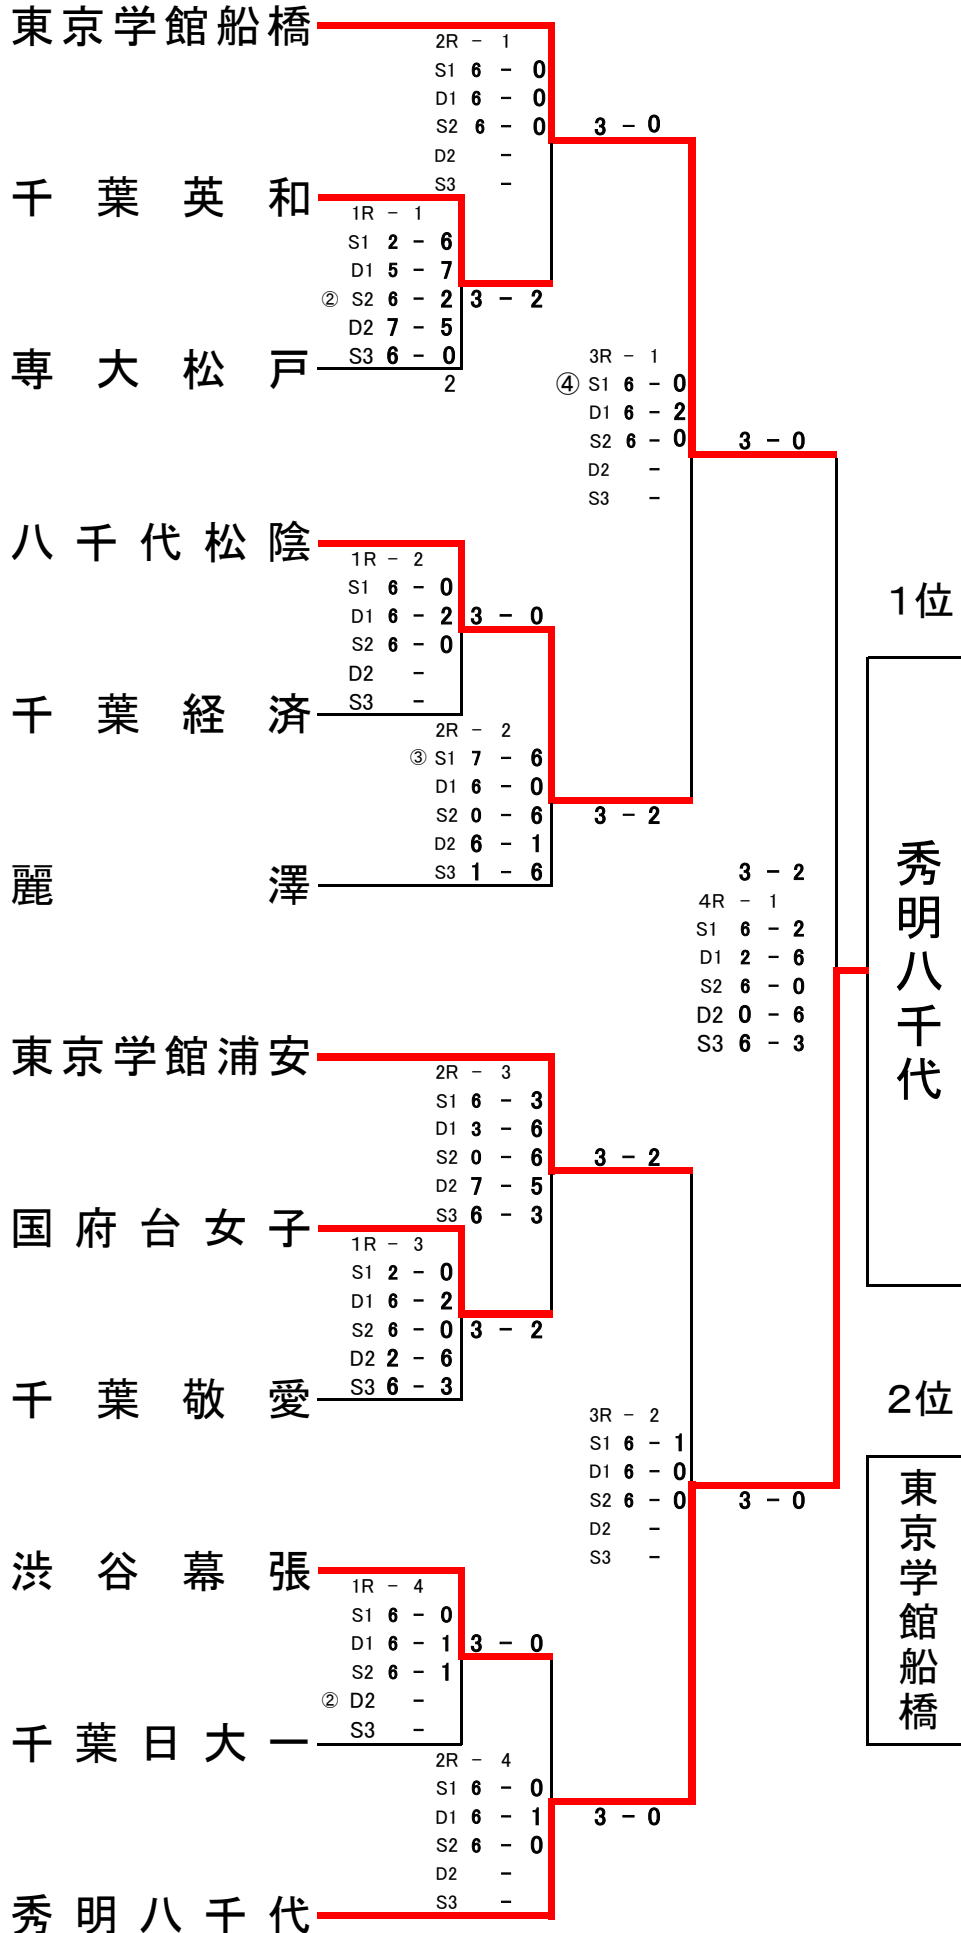 東京学館船橋
2R - 1
S1 6 - 0
D1 6 - 0
S2 6 - 0
D2 -
S3 -
3 - 0
千葉英和
1R - 1
S1 2 - 6
D1 5 - 7
② S2 6 - 2
3 - 2
D2 7 - 5
S3 6 - 0
2
専大松戸
3R - 1
④ S1 6 - 0
D1 6 - 2
S2 6 - 0
D2 -
S3 -
3 - 0
八千代松陰
1R - 2
S1 6 - 0
D1 6 - 2
3 - 0
S2 6 - 0
D2 -
S3 -
千葉経済
2R - 2
③ S1 7 - 6
D1 6 - 0
S2 0 - 6
D2 6 - 1
S3 1 - 6
3 - 2
麗澤
1位
秀明八千代
3 - 2
4R - 1
S1 6 - 2
D1 2 - 6
S2 6 - 0
D2 0 - 6
S3 6 - 3
東京学館浦安
2R - 3
S1 6 - 3
D1 3 - 6
S2 0 - 6
D2 7 - 5
S3 6 - 3
3 - 2
国府台女子
1R - 3
S1 2 - 0
D1 6 - 2
S2 6 - 0
3 - 2
D2 2 - 6
S3 6 - 3
千葉敬愛
3R - 2
S1 6 - 1
D1 6 - 0
S2 6 - 0
D2 -
S3 -
3 - 0
2位
東京学館船橋
渋谷幕張
1R - 4
S1 6 - 0
D1 6 - 1
3 - 0
S2 6 - 1
② D2 -
S3 -
千葉日大一
2R - 4
S1 6 - 0
D1 6 - 1
S2 6 - 0
D2 -
S3 -
3 - 0
秀明八千代